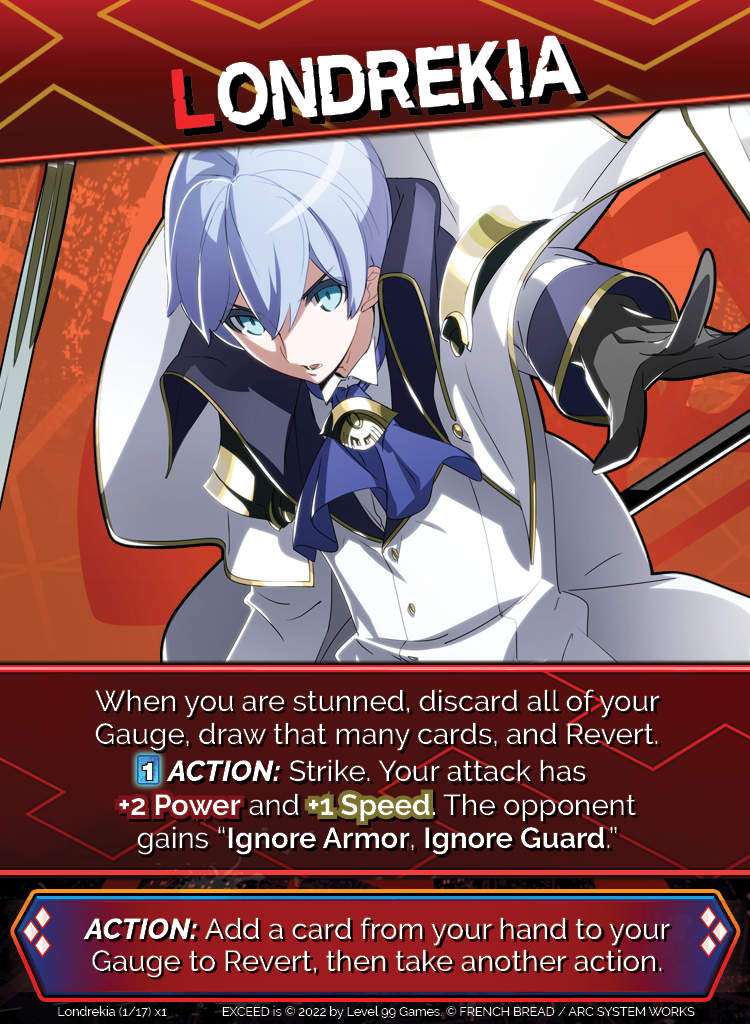 LONDREKIA
When you are stunned, discard all of your
Gauge, draw that many cards, and Revert.
1 ACTION: Strike. Your attack has
+2 Power and +1 Speed. The opponent
gains “Ignore Armor, Ignore Guard.”
ACTION: Add a card from your hand to your
Gauge to Revert, then take another action.
Londrekia (1/17) x1 EXCEED is © 2022 by Level 99 Games. © FRENCH BREAD / ARC SYSTEM WORKS